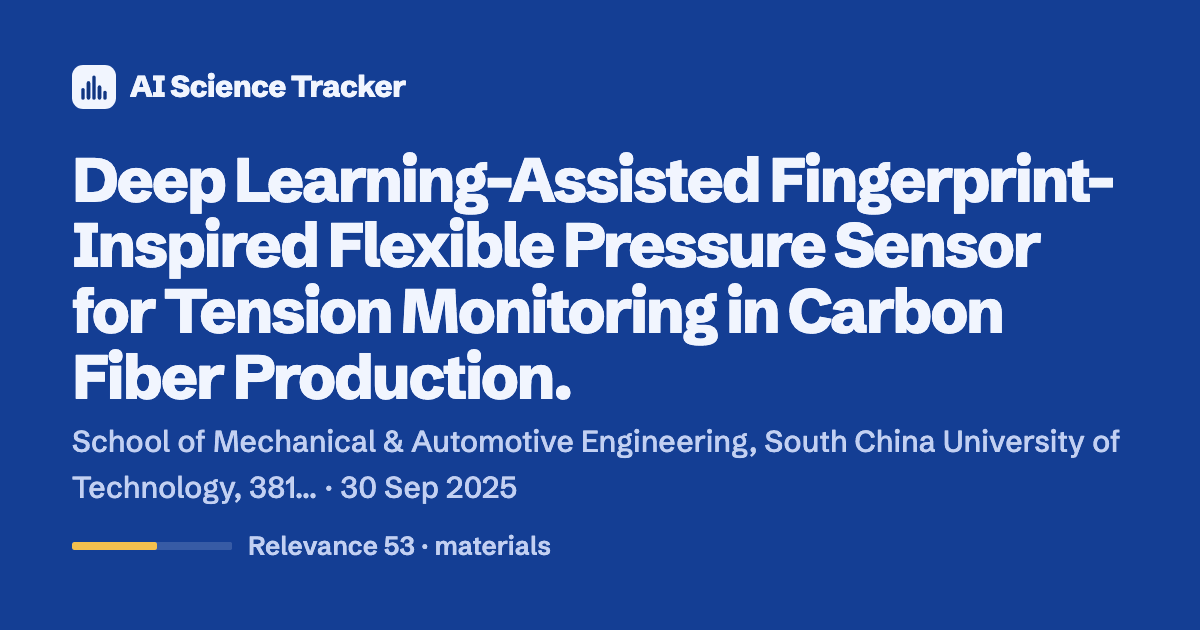 AI Science Tracker
Deep Learning-Assisted Fingerprint-
Inspired Flexible Pressure Sensor
for Tension Monitoring in Carbon
Fiber Production.
School of Mechanical & Automotive Engineering, South China University of
Technology, 381... · 30 Sep 2025
Relevance 53 · materials